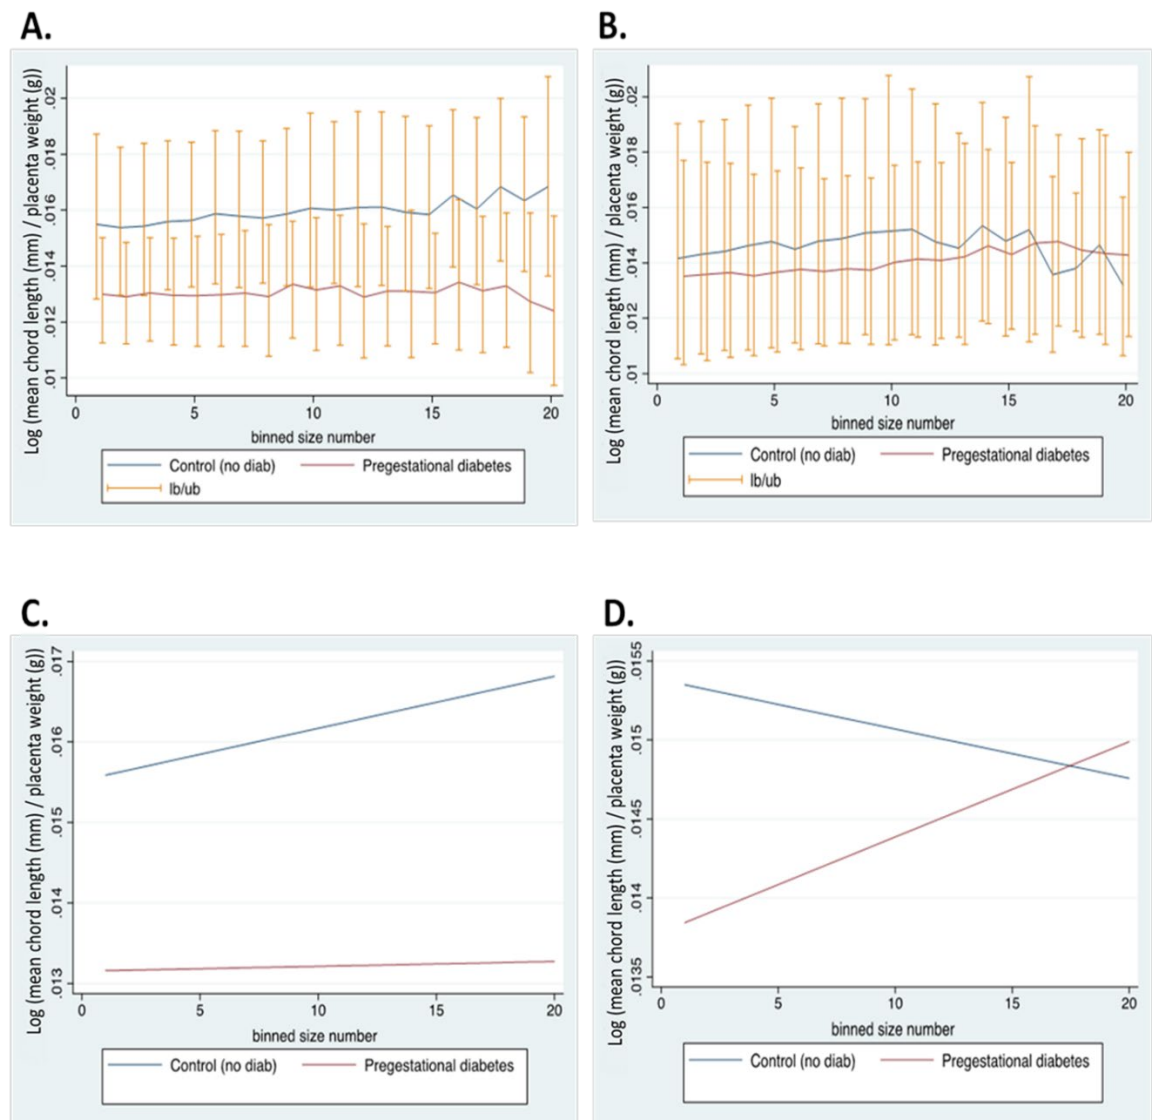 A.
B.
Log (mean chord length (mm) / placenta weight (g))
.02
.018
.016
.014
.012
.01
0 5 10 15 20
binned size number
Control (no diab) Pregestational diabetes
lb/ub
Log (mean chord length (mm) / placenta weight (g))
.02
.018
.016
.014
.012
.01
0 5 10 15 20
binned size number
Control (no diab) Pregestational diabetes
lb/ub
C.
D.
Log (mean chord length (mm) / placenta weight (g))
.017
.016
.015
.014
.013
0 5 10 15 20
binned size number
Control (no diab) Pregestational diabetes
Log (mean chord length (mm) / placenta weight (g))
.0155
.015
.0145
.014
.0135
0 5 10 15 20
binned size number
Control (no diab) Pregestational diabetes